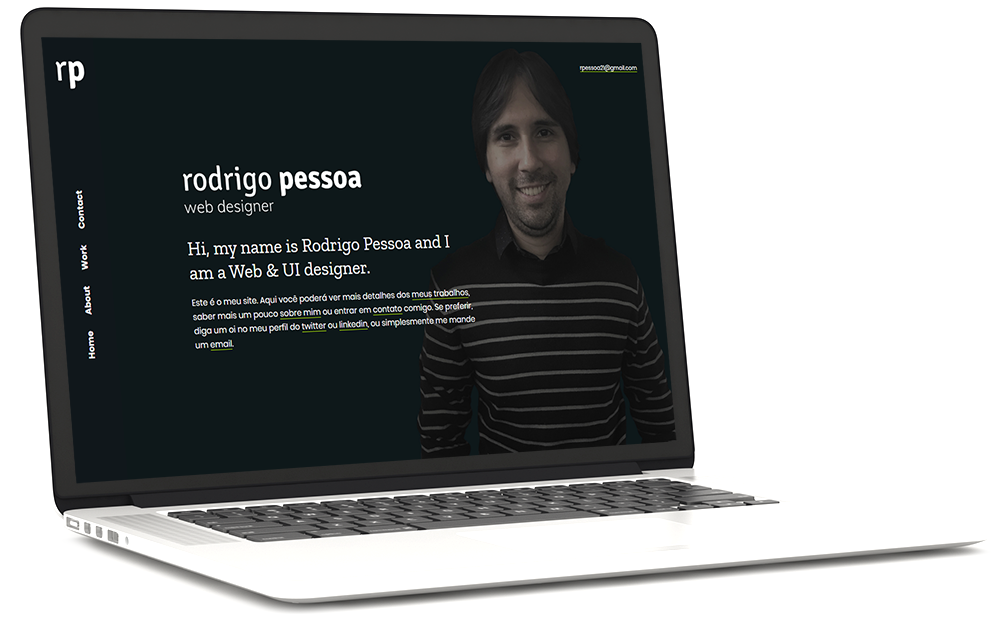 rp
rpessoa21@gmail.com
rodrigo pessoa
web designer
Hi, my name is Rodrigo Pessoa and I
am a Web & UI designer.
Este é o meu site. Aqui você poderá ver mais detalhes dos meus trabalhos,
saber mais um pouco sobre mim ou entrar em contato comigo. Se preferir,
diga um oi no meu perfil do twitter ou linkedin, ou simplesmente me mande
um email.
Contact
Work
About
Home